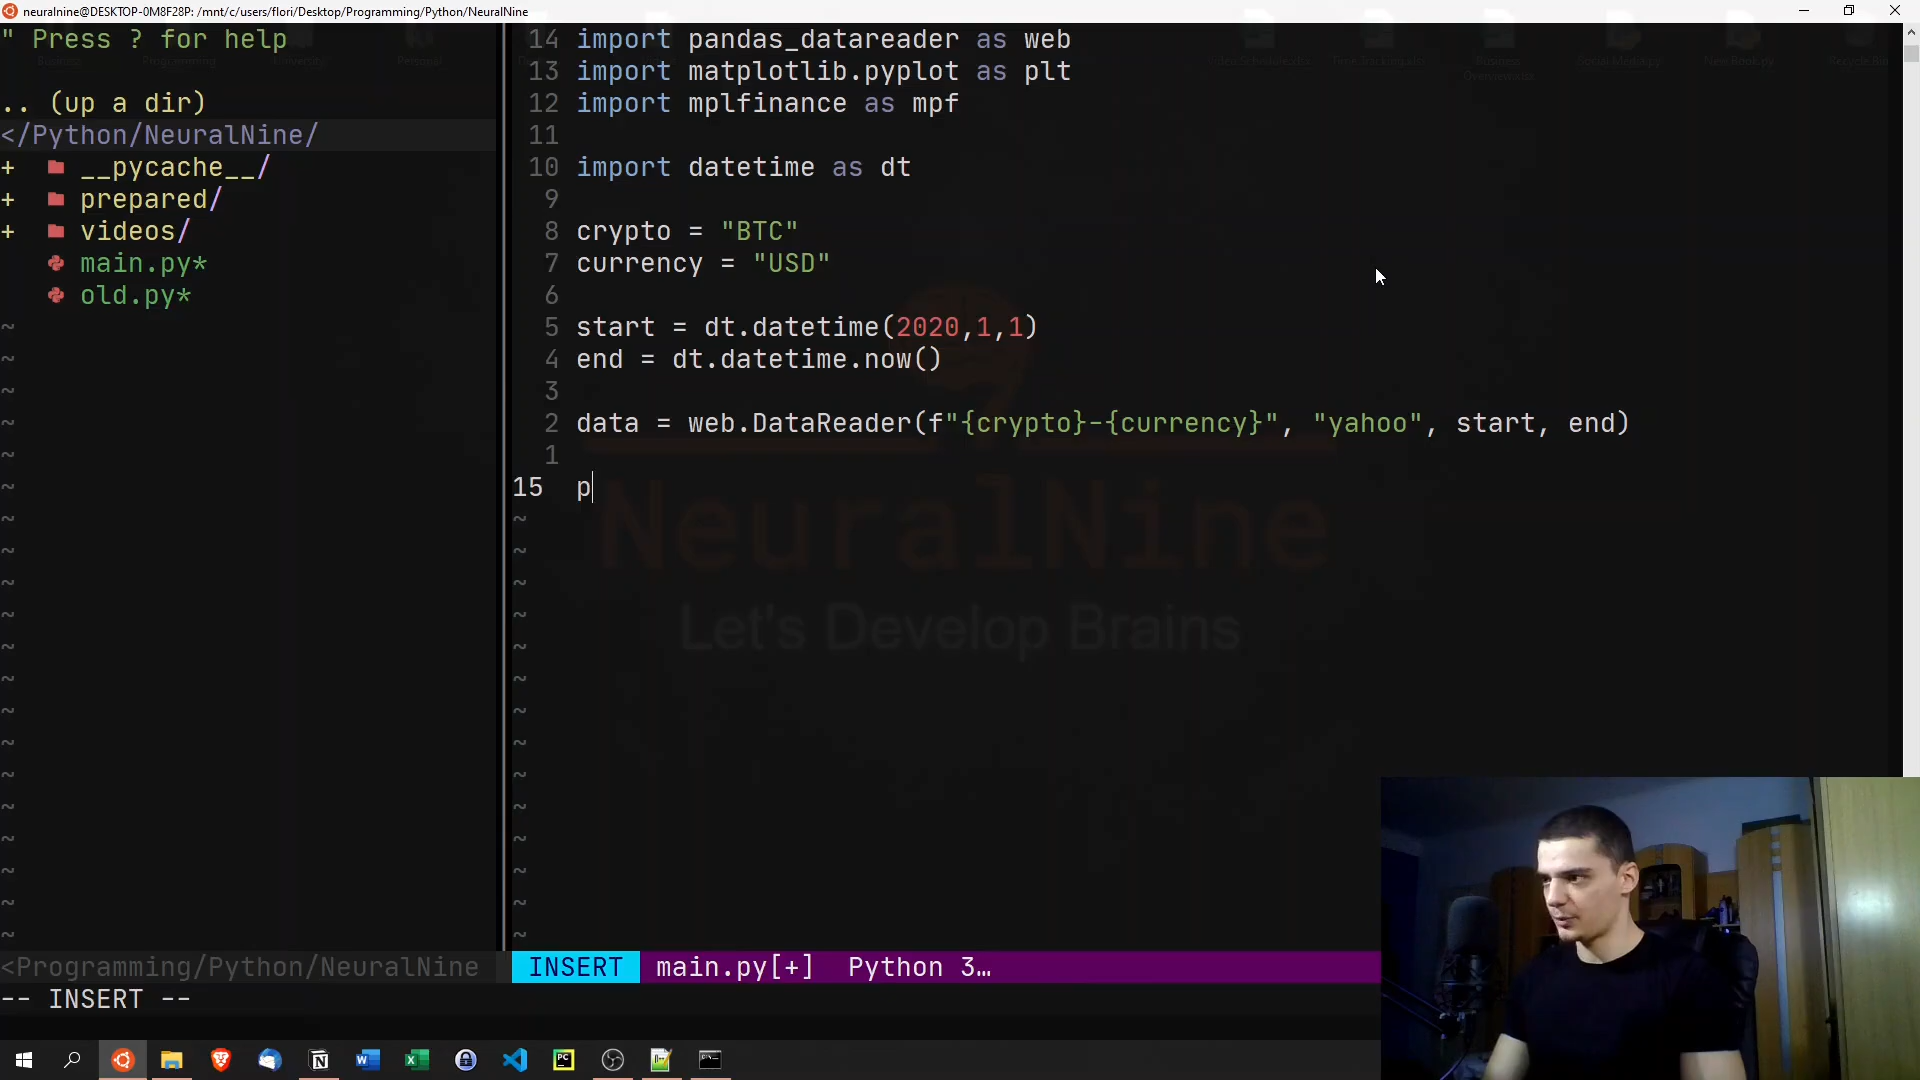 neuralnine@DESKTOP-0M8F28P: /mnt/c/users/flori/Desktop/Programming/Python/NeuralNine
" Press ? for help
.. (up a dir)
</Python/NeuralNine/
+ __pycache__/
+ prepared/
+ videos/
main.py*
old.py*
14 import pandas_datareader as web
13 import matplotlib.pyplot as plt
12 import mplfinance as mpf
11
10 import datetime as dt
9
8 crypto = "BTC"
7 currency = "USD"
6
5 start = dt.datetime(2020,1,1)
4 end = dt.datetime.now()
3
2 data = web.DataReader(f"{crypto}-{currency}", "yahoo", start, end)
1
15 p
NeuralNine
Let's Develop Brains
<Programming/Python/NeuralNine
INSERT main.py[+] Python 3…
-- INSERT --